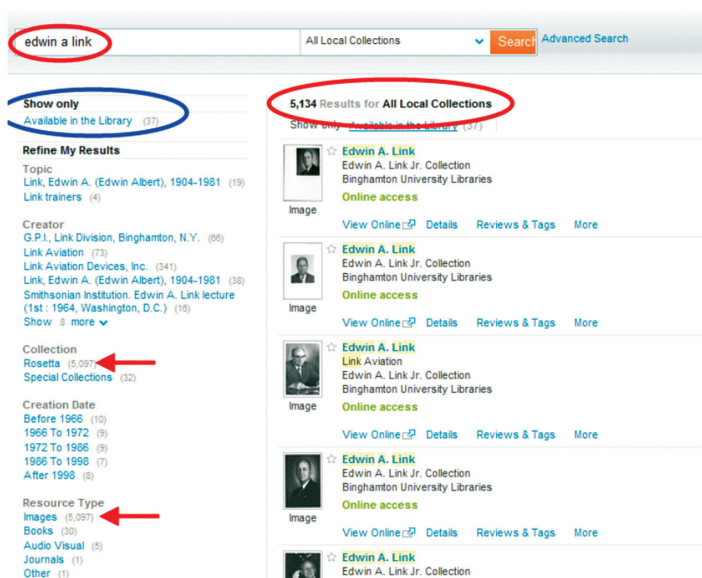 edwin a link
All Local Collections
Search
Advanced Search
Show only
Available in the Library (37)
Refine My Results
Topic
Link, Edwin A. (Edwin Albert), 1904-1981 (19)
Link trainers (4)
Creator
G.P.I., Link Division, Binghamton, N.Y. (66)
Link Aviation (73)
Link Aviation Devices, Inc. (341)
Link, Edwin A. (Edwin Albert), 1904-1981 (38)
Smithsonian Institution. Edwin A. Link lecture
(1st : 1964, Washington, D.C.) (16)
Show 8 more
Collection
Rosetta (5,097)
Special Collections (32)
Creation Date
Before 1966 (10)
1966 To 1972 (9)
1972 To 1986 (9)
1986 To 1998 (7)
After 1998 (8)
Resource Type
Images (5,097)
Books (30)
Audio Visual (5)
Journals (1)
Other (1)
5,134 Results for All Local Collections
Show only Available in the Library (37)
Edwin A. Link
Edwin A. Link Jr. Collection
Binghamton University Libraries
Online access
Image
View Online Details Reviews & Tags More
Edwin A. Link
Edwin A. Link Jr. Collection
Binghamton University Libraries
Online access
Image
View Online Details Reviews & Tags More
Edwin A. Link
Link Aviation
Edwin A. Link Jr. Collection
Binghamton University Libraries
Image
Online access
View Online Details Reviews & Tags More
Edwin A. Link
Edwin A. Link Jr. Collection
Binghamton University Libraries
Online access
Image
View Online Details Reviews & Tags More
Edwin A. Link
Edwin A. Link Jr. Collection